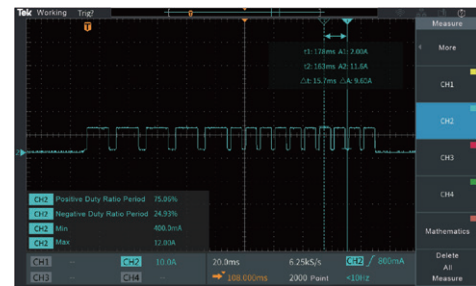 Tek Working Trig?
Measure
More
CH1
CH2
CH3
CH4
Mathematics
Delete
All
Measure
t1: 178ms A1: 2.00A
t2: 163ms A2: 11.6A
△t: 15.7ms △A: 9.60A
CH2 Positive Duty Ratio Period 75.06%
CH2 Negative Duty Ratio Period 24.93%
CH2 Min 400.0mA
CH2 Max 12.00A
CH1 CH2 10.0A 20.0ms 6.25kS/s CH2 800mA
CH3 CH4 108.000ms 2000 Point <10Hz